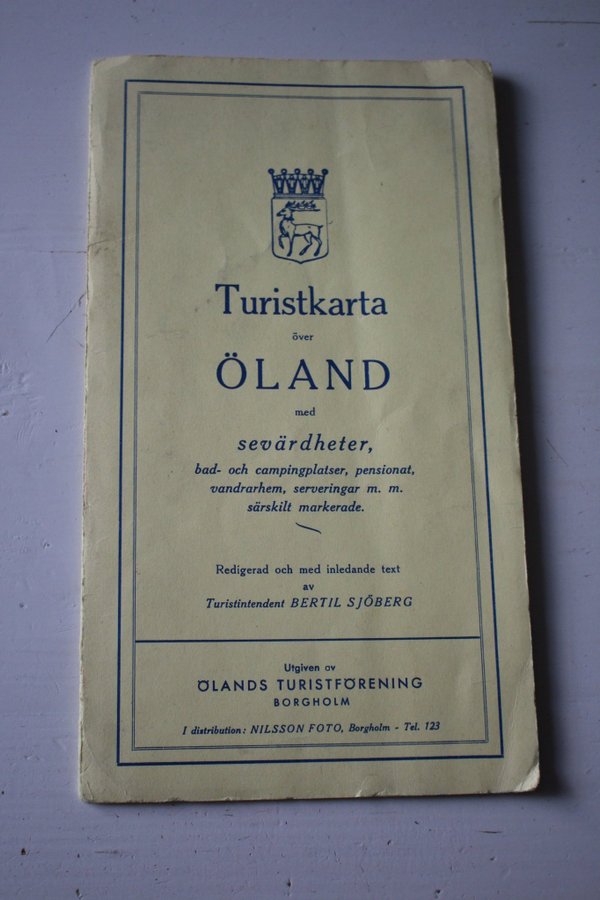 Turistkarta
över
ÖLAND
med
sevärdheter,
bad- och campingplatser, pensionat,
vandrarhem, serveringar m. m.
särskilt markerade.
Redigerad och med inledande text
av
Turistintendent BERTIL SJÖBERG
Utgiven av
ÖLANDS TURISTFÖRENING
BORGHOLM
I distribution: NILSSON FOTO, Borgholm - Tel. 123